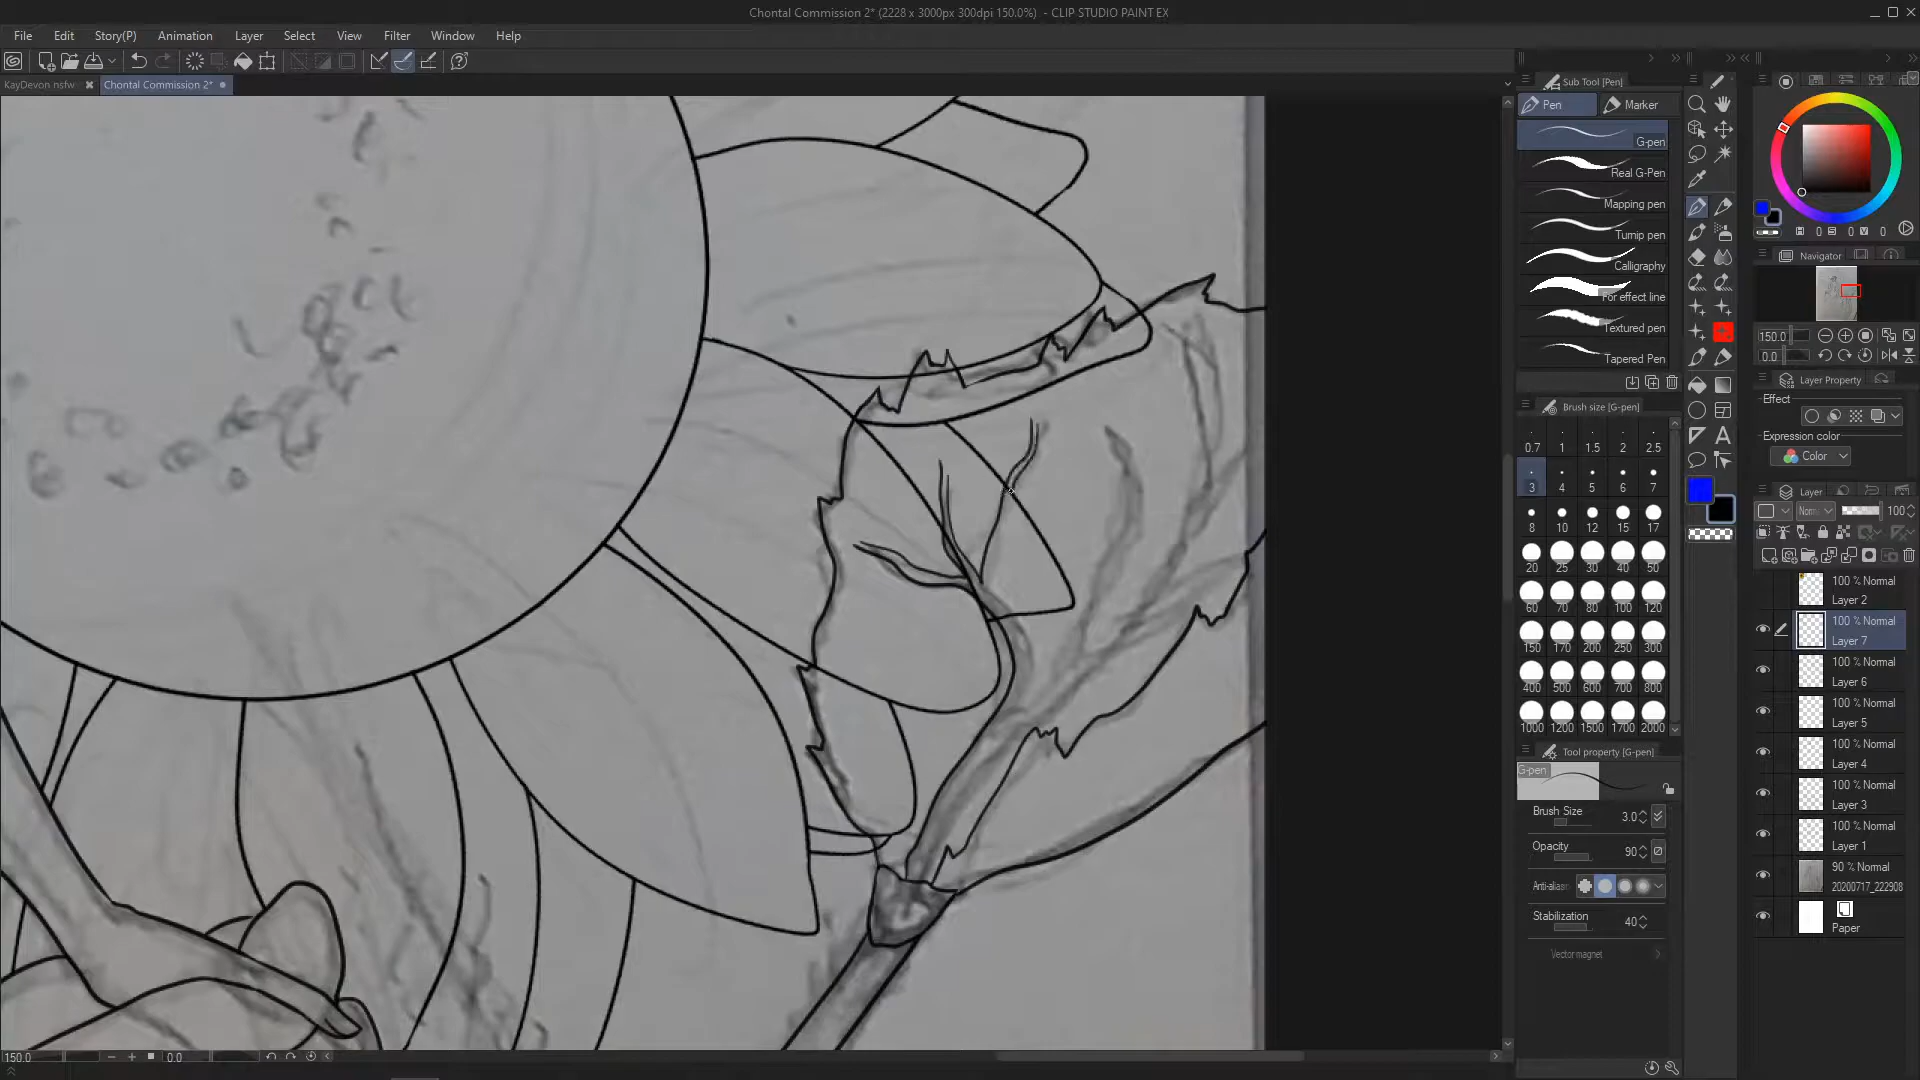 Chontal Commission 2* (2228 x 3000px 300dpi 150.0%) - CLIP STUDIO PAINT EX
File Edit Story(P) Animation Layer Select View Filter Window Help
KayDevon nsfw Chontal Commission 2*
Sub Tool [Pen]
Pen Marker
G-pen
Real G-Pen
Mapping pen
Turnip pen
Calligraphy
For effect line
Textured pen
Tapered Pen
Brush size [G-pen]
0.7 1 1.5 2 2.5
3 4 5 6 7
8 10 12 15 17
20 25 30 40 50
60 70 80 100 120
150 170 200 250 300
400 500 600 700 800
1000 1200 1500 1700 2000
Tool property [G-pen]
G-pen
Brush Size 3.0
Opacity 90
Anti-alias
Stabilization 40
Vector magnet
H 0 S 0 V 0
Navigator
150.0
0.0
Layer Property
Effect
Expression color
Color
Layer
Norm 100
100 % Normal
Layer 2
100 % Normal
Layer 7
100 % Normal
Layer 6
100 % Normal
Layer 5
100 % Normal
Layer 4
100 % Normal
Layer 3
100 % Normal
Layer 1
90 % Normal
20200717_222908
Paper
150.0 0.0